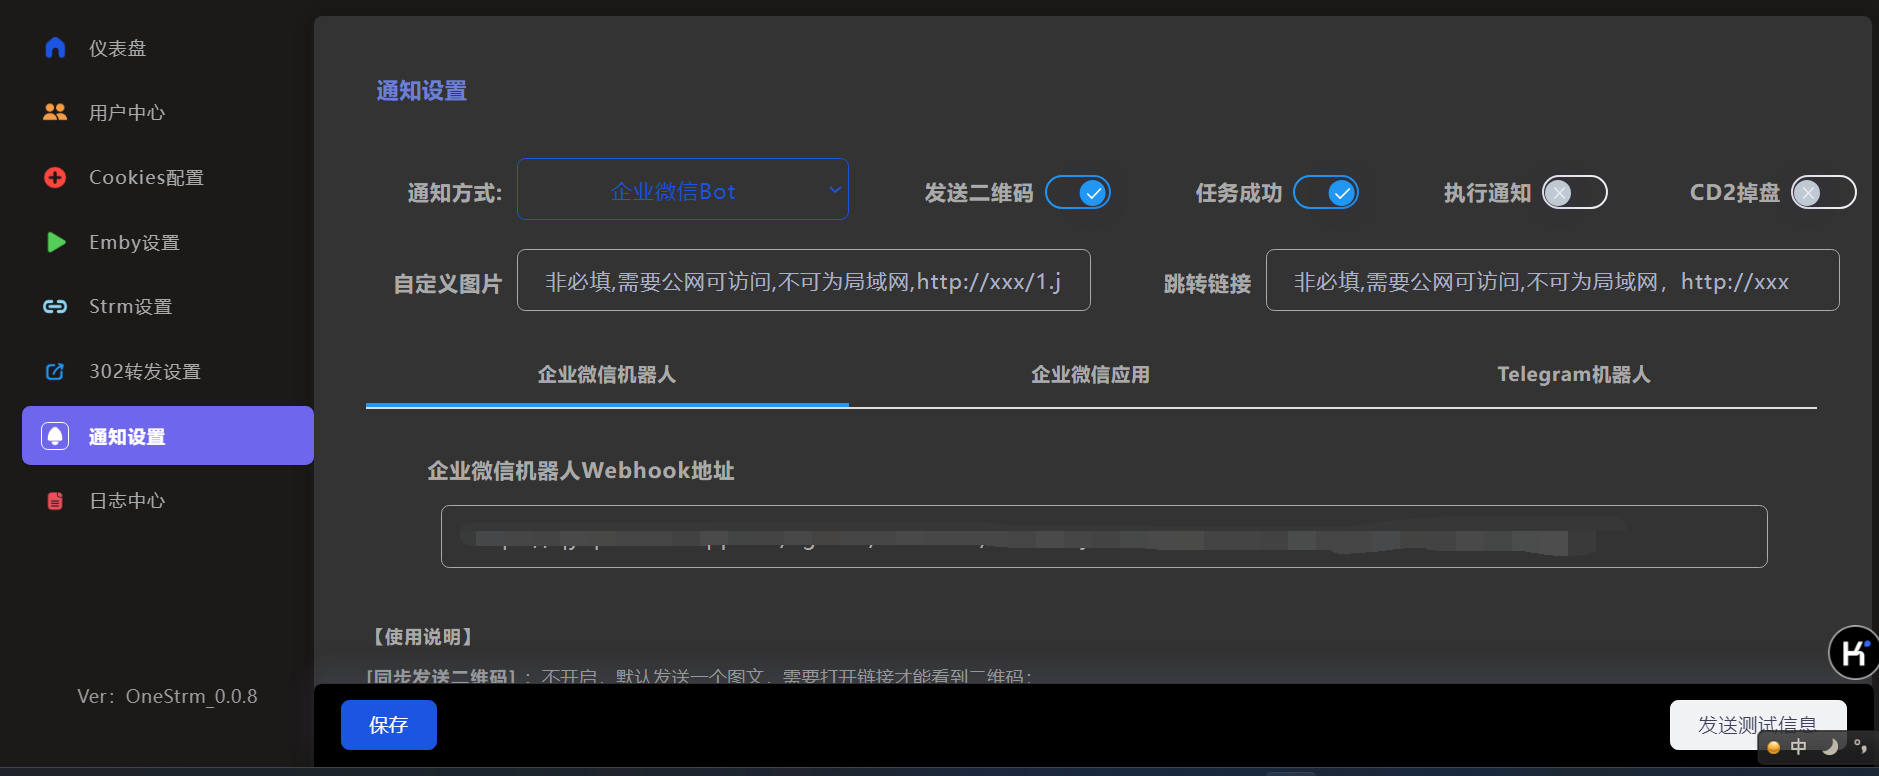 仪表盘
用户中心
Cookies配置
Emby设置
Strm设置
302转发设置
通知设置
日志中心
Ver：OneStrm_0.0.8
通知设置
通知方式:
企业微信Bot
发送二维码
任务成功
执行通知
CD2掉盘
自定义图片
非必填,需要公网可访问,不可为局域网,http://xxx/1.j
跳转链接
非必填,需要公网可访问,不可为局域网，http://xxx
企业微信机器人
企业微信应用
Telegram机器人
企业微信机器人Webhook地址
【使用说明】
[同步发送二维码]：不开启，默认发送一个图文，需要打开链接才能看到二维码；
保存
发送测试信息
中